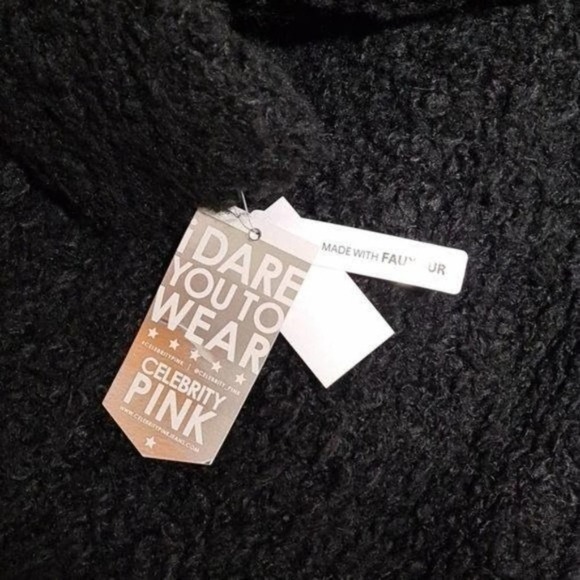 I DARE
YOU TO
WEAR
#CELEBRITYPINK | @CELEBRITY_PINK
CELEBRITY
PINK
WWW.CELEBRITYPINKJEANS.COM
MADE WITH FAUX FUR